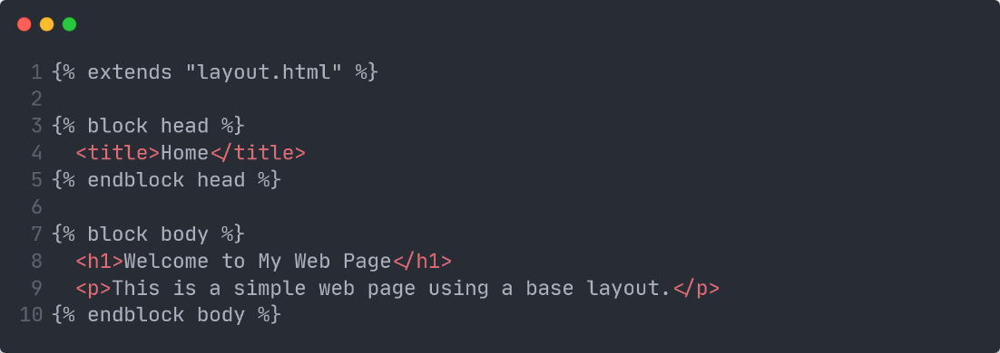 1 {% extends "layout.html" %}
2
3 {% block head %}
4   <title>Home</title>
5 {% endblock head %}
6
7 {% block body %}
8   <h1>Welcome to My Web Page</h1>
9   <p>This is a simple web page using a base layout.</p>
10 {% endblock body %}